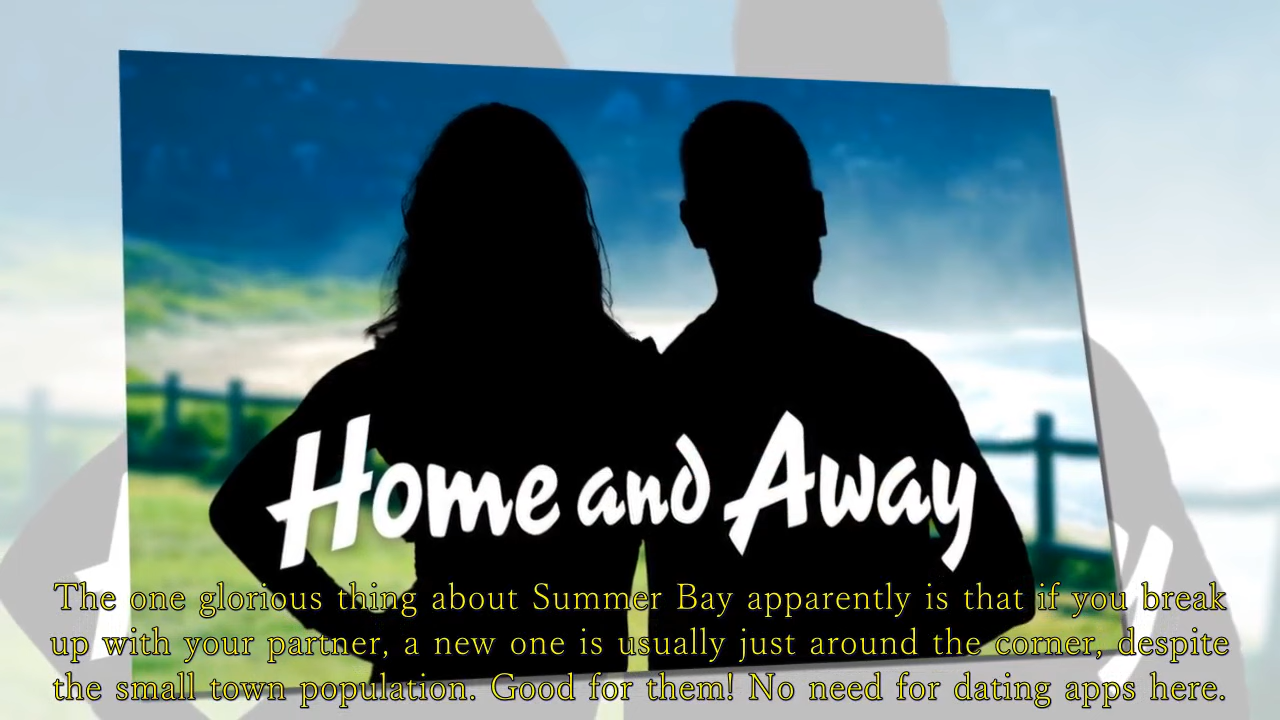 Home and Away
The one glorious thing about Summer Bay apparently is that if you break
up with your partner, a new one is usually just around the corner, despite
the small town population. Good for them! No need for dating apps here.